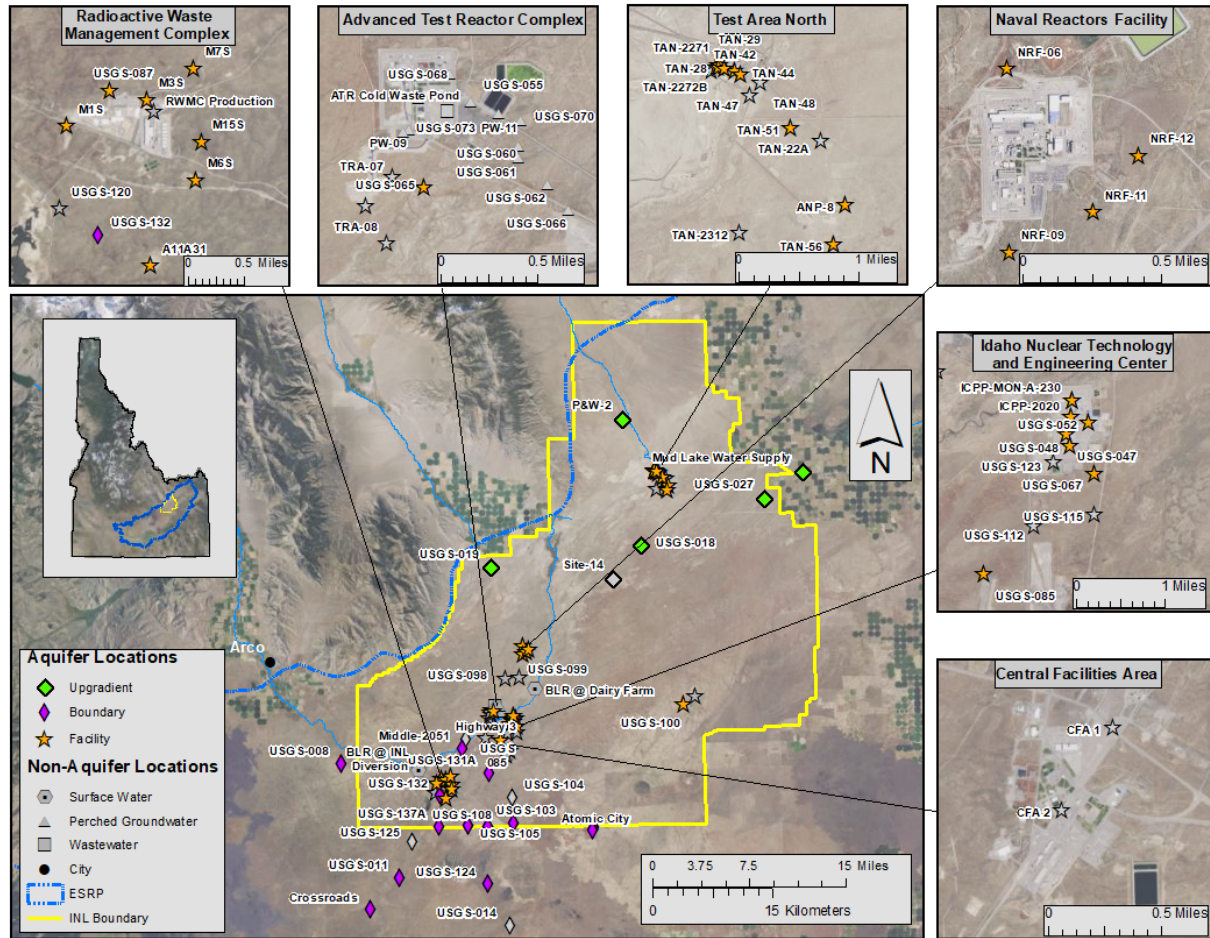 Radioactive Waste
Management Complex
M7S
USGS-087
M3S
RWMC Production
M1S
M15S
M6S
USGS-120
USGS-132
A11A31
0 0.5 Miles
Advanced Test Reactor Complex
USGS-068
USGS-055
ATR Cold Waste Pond
USGS-070
USGS-073
PW-11
PW-09
USGS-060
USGS-061
TRA-07
USGS-065
USGS-062
USGS-066
TRA-08
0 0.5 Miles
Test Area North
TAN-29
TAN-2271
TAN-42
TAN-28
TAN-44
TAN-2272B
TAN-47
TAN-48
TAN-51
TAN-22A
ANP-8
TAN-2312
TAN-56
0 1 Miles
Naval Reactors Facility
NRF-06
NRF-12
NRF-11
NRF-09
0 0.5 Miles
Idaho Nuclear Technology
and Engineering Center
ICPP-MON-A-230
ICPP-2020
USGS-052
USGS-048
USGS-047
USGS-123
USGS-067
USGS-115
USGS-112
USGS-085
0 1 Miles
Central Facilities Area
CFA 1
CFA 2
0 0.5 Miles
P&W-2
Mud Lake Water Supply
USGS-027
USGS-018
USGS-019
Site-14
N
Arco
USGS-098
USGS-099
BLR @ Dairy Farm
USGS-100
Highway 3
Middle-2051
USGS-008
BLR @ INL
Diversion
USGS-131A
USGS
085
USGS-132
USGS-104
USGS-137A
USGS-108
USGS-103
Atomic City
USGS-125
USGS-105
USGS-011
USGS-124
Crossroads
USGS-014
0 3.75 7.5 15 Miles
0 15 Kilometers
Aquifer Locations
Upgradient
Boundary
Facility
Non-Aquifer Locations
Surface Water
Perched Groundwater
Wastewater
City
ESRP
INL Boundary